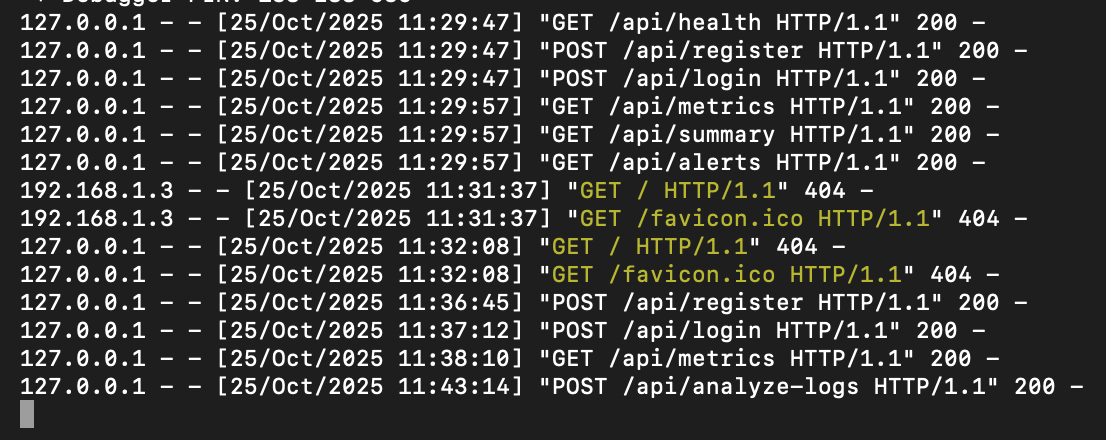 127.0.0.1 - - [25/Oct/2025 11:29:47] "GET /api/health HTTP/1.1" 200 -
127.0.0.1 - - [25/Oct/2025 11:29:47] "POST /api/register HTTP/1.1" 200 -
127.0.0.1 - - [25/Oct/2025 11:29:47] "POST /api/login HTTP/1.1" 200 -
127.0.0.1 - - [25/Oct/2025 11:29:57] "GET /api/metrics HTTP/1.1" 200 -
127.0.0.1 - - [25/Oct/2025 11:29:57] "GET /api/summary HTTP/1.1" 200 -
127.0.0.1 - - [25/Oct/2025 11:29:57] "GET /api/alerts HTTP/1.1" 200 -
192.168.1.3 - - [25/Oct/2025 11:31:37] "GET / HTTP/1.1" 404 -
192.168.1.3 - - [25/Oct/2025 11:31:37] "GET /favicon.ico HTTP/1.1" 404 -
127.0.0.1 - - [25/Oct/2025 11:32:08] "GET / HTTP/1.1" 404 -
127.0.0.1 - - [25/Oct/2025 11:32:08] "GET /favicon.ico HTTP/1.1" 404 -
127.0.0.1 - - [25/Oct/2025 11:36:45] "POST /api/register HTTP/1.1" 200 -
127.0.0.1 - - [25/Oct/2025 11:37:12] "POST /api/login HTTP/1.1" 200 -
127.0.0.1 - - [25/Oct/2025 11:38:10] "GET /api/metrics HTTP/1.1" 200 -
127.0.0.1 - - [25/Oct/2025 11:43:14] "POST /api/analyze-logs HTTP/1.1" 200 -